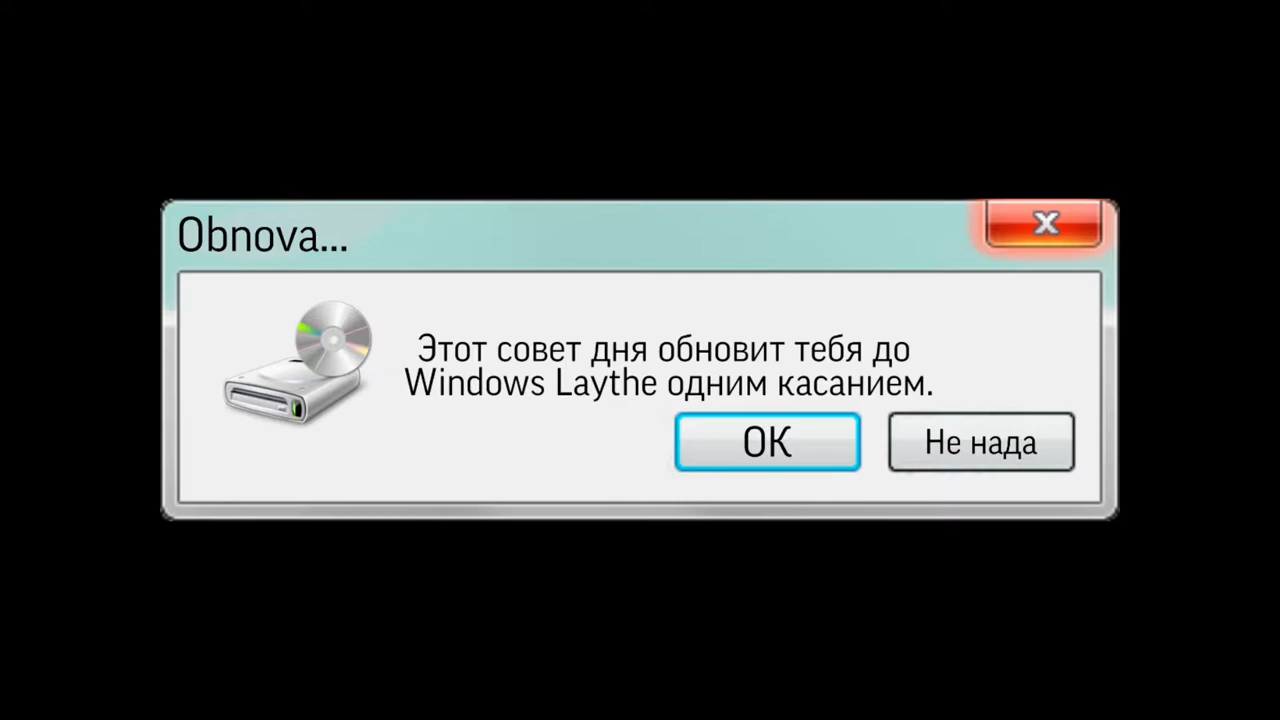 Obnova...
Этот совет дня обновит тебя до
Windows Laythe одним касанием.
OK
Не нада